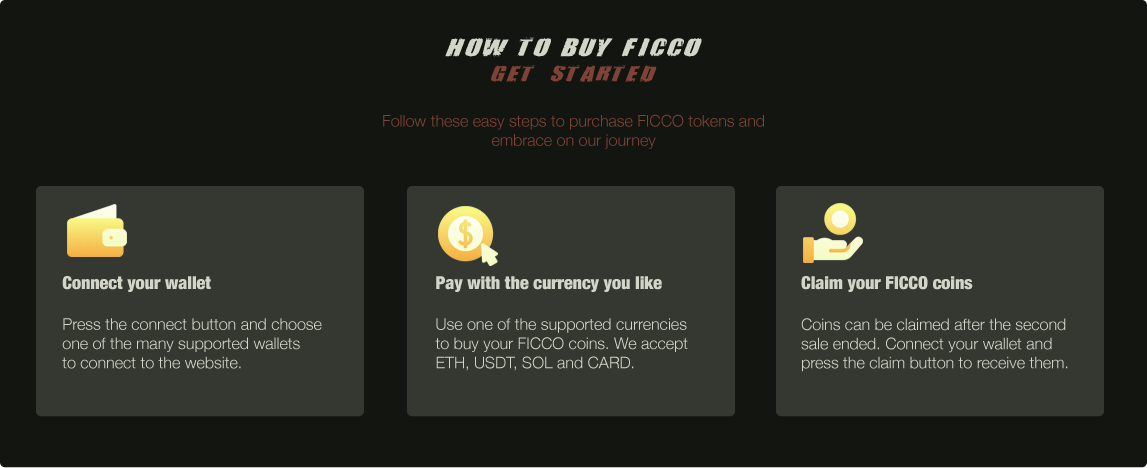 HOW TO BUY FICCO
GET STARTED
Follow these easy steps to purchase FICCO tokens and
embrace on our journey
Connect your wallet
Press the connect button and choose
one of the many supported wallets
to connect to the website.
Pay with the currency you like
Use one of the supported currencies
to buy your FICCO coins. We accept
ETH, USDT, SOL and CARD.
Claim your FICCO coins
Coins can be claimed after the second
sale ended. Connect your wallet and
press the claim button to receive them.